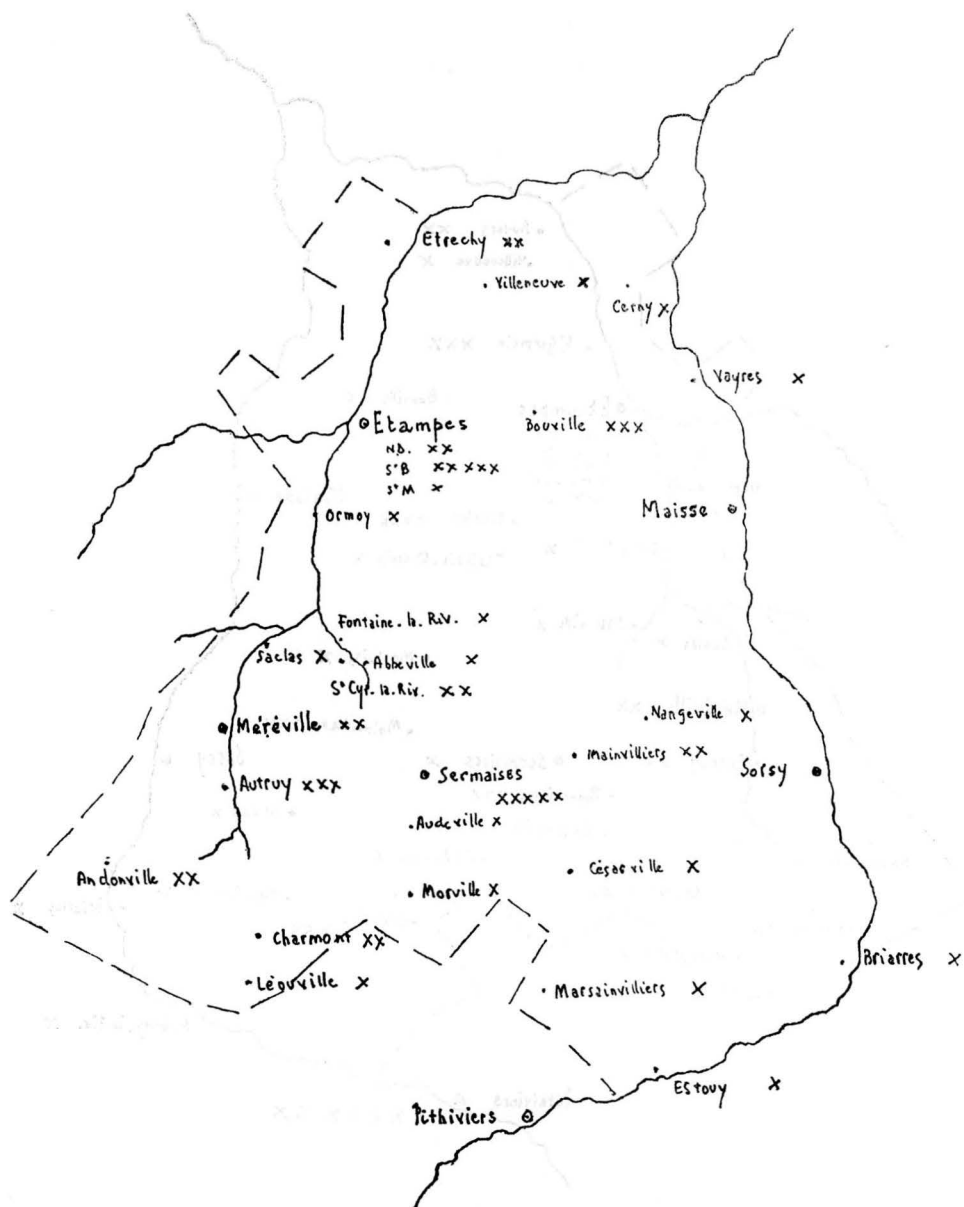 Etrechy xx
Villeneuve x
Cerny x
Vayres x
Etampes
N.D. xx
S^t B xx xxx
S^t M x
Bouville xxx
Maisse
Ormoy x
Fontaine. la. Riv. x
Saclas x
Abbeville x
S^t Cyr. la. Riv. x x
Méréville xx
Nangeville x
Mainvilliers xx
Sermaises
xxxxx
Sorsy
Autruy xxx
Audeville x
Andonville xx
Césarville x
Morville x
Charmont xx
Briarres x
Léouville x
Marsainvilliers x
Estouy x
Pithiviers